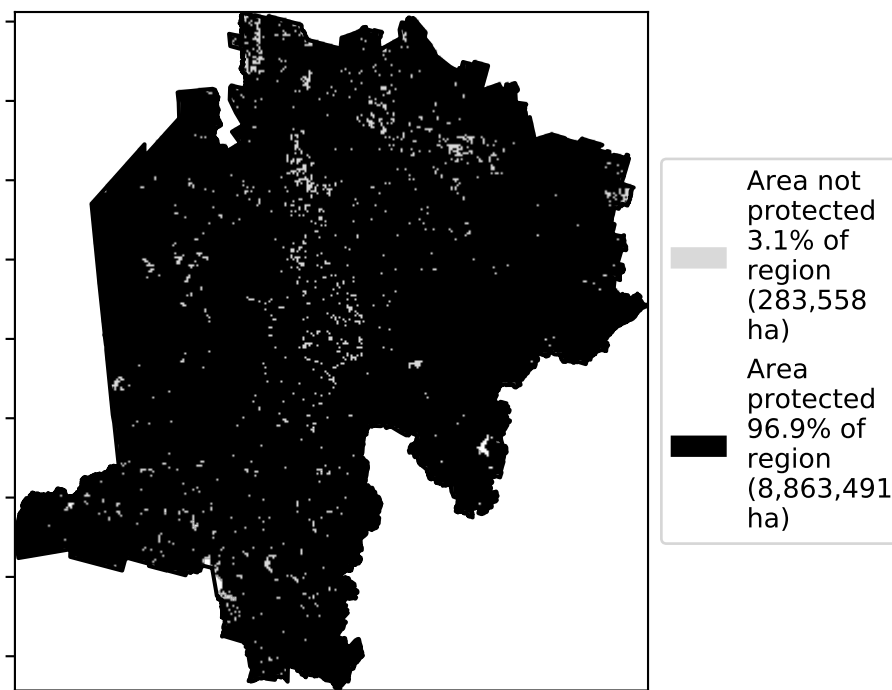 Area not
protected
3.1% of
region
(283,558
ha)
Area
protected
96.9% of
region
(8,863,491
ha)